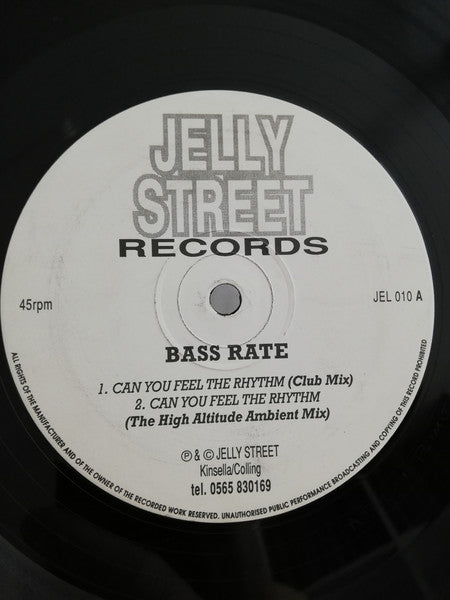 JELLY
STREET
RECORDS
45rpm
JEL 010 A
BASS RATE
1. CAN YOU FEEL THE RHYTHM (Club Mix)
2. CAN YOU FEEL THE RHYTHM
(The High Altitude Ambient Mix)
℗ & © JELLY STREET
Kinsella/Colling
tel. 0565 830169
ALL RIGHTS OF THE MANUFACTURER AND OF THE OWNER OF THE RECORDED WORK RESERVED. UNAUTHORISED PUBLIC PERFORMANCE BROADCASTING AND COPYING OF THIS RECORD PROHIBITED